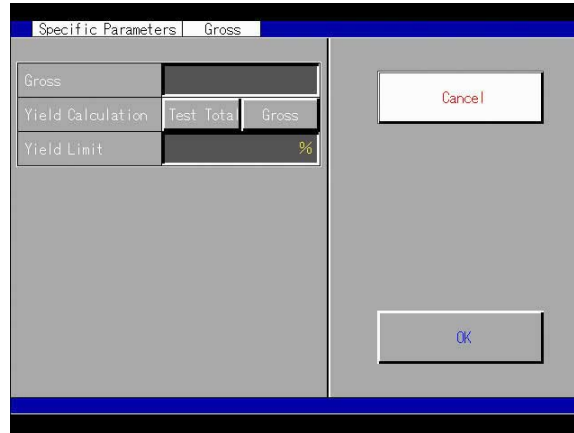 Specific Parameters Gross
Gross
Cancel
Yield Calculation Test Total Gross
Yield Limit %
OK